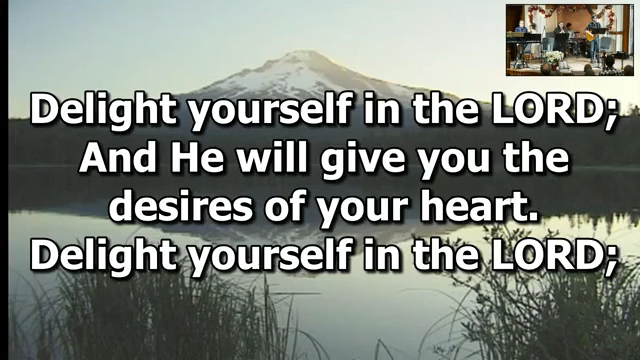 Delight yourself in the LORD;
And He will give you the
desires of your heart.
Delight yourself in the LORD;